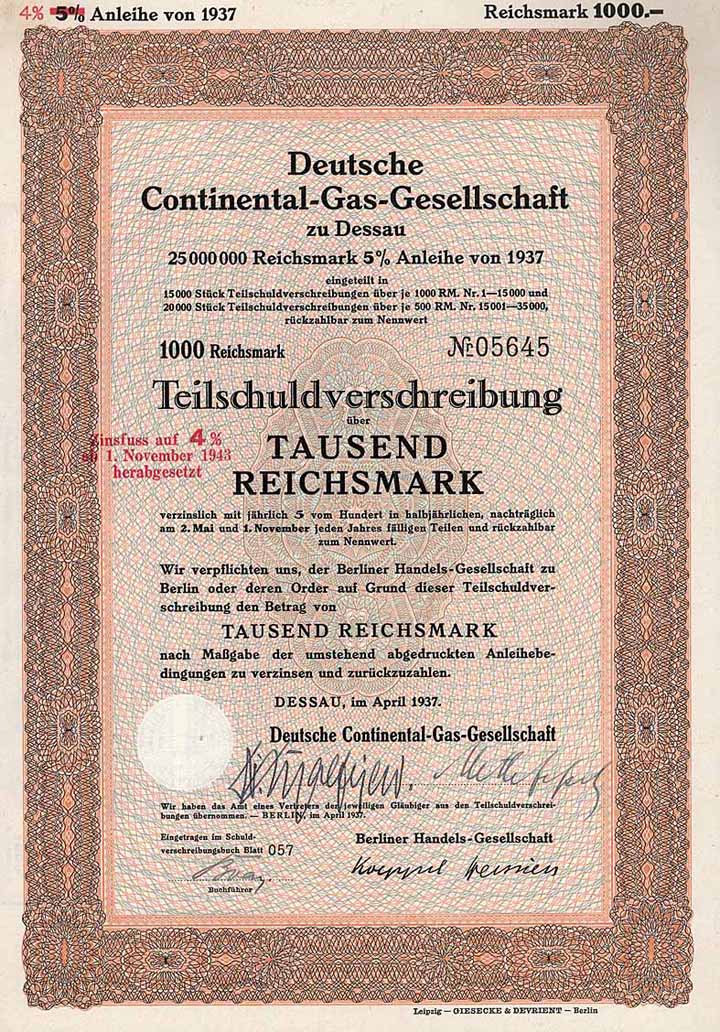 4% 5% Anleihe von 1937
Reichsmark 1000.—
Deutsche
Continental-Gas-Gesellschaft
zu Dessau
25 000 000 Reichsmark 5% Anleihe von 1937
eingeteilt in
15 000 Stück Teilschuldverschreibungen über je 1000 RM. Nr. 1—15 000 und
20 000 Stück Teilschuldverschreibungen über je 500 RM. Nr. 15 001—35 000,
rückzahlbar zum Nennwert
1000 Reichsmark
№ 05645
Teilschuldverschreibung
über
Zinsfuss auf 4%
ab 1. November 1943
herabgesetzt
TAUSEND
REICHSMARK
verzinslich mit jährlich 5 vom Hundert in halbjährlichen, nachträglich
am 2. Mai und 1. November jeden Jahres fälligen Teilen und rückzahlbar
zum Nennwert.
Wir verpflichten uns, der Berliner Handels-Gesellschaft zu
Berlin oder deren Order auf Grund dieser Teilschuldver-
schreibung den Betrag von
TAUSEND REICHSMARK
nach Maßgabe der umstehend abgedruckten Anleihebe-
dingungen zu verzinsen und zurückzuzahlen.
DESSAU, im April 1937.
Deutsche Continental-Gas-Gesellschaft
Wir haben das Amt eines Vertreters der jeweiligen Gläubiger aus den Teilschuldverschrei-
bungen übernommen. — BERLIN, im April 1937.
Eingetragen im Schuld-
verschreibungsbuch Blatt 057
Berliner Handels-Gesellschaft
Buchführer
Leipzig — GIESECKE & DEVRIENT — Berlin